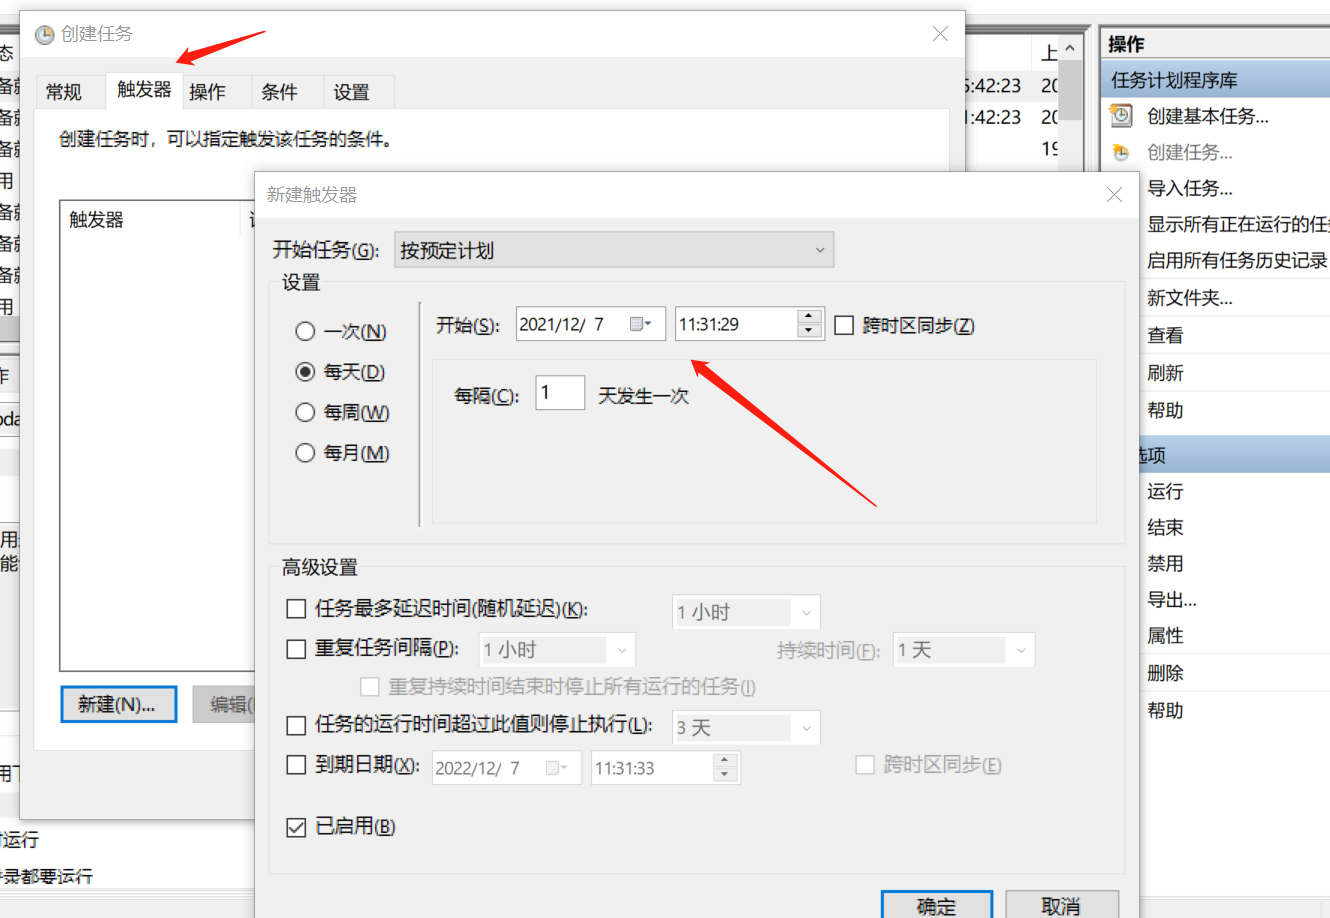 创建任务
常规 触发器 操作 条件 设置
创建任务时，可以指定触发该任务的条件。
触发器
新建(N)...
编辑(
新建触发器
开始任务(G): 按预定计划
设置
一次(N)
每天(D)
每周(W)
每月(M)
开始(S): 2021/12/ 7 11:31:29 跨时区同步(Z)
每隔(C): 1 天发生一次
高级设置
任务最多延迟时间(随机延迟)(K): 1 小时
重复任务间隔(P): 1 小时 持续时间(F): 1 天
重复持续时间结束时停止所有运行的任务(I)
任务的运行时间超过此值则停止执行(L): 3 天
到期日期(X): 2022/12/ 7 11:31:33 跨时区同步(E)
已启用(B)
确定 取消
上
5:42:23 20
:42:23 20
19
操作
任务计划程序库
创建基本任务...
创建任务...
导入任务...
显示所有正在运行的任
启用所有任务历史记录
新文件夹...
查看
刷新
帮助
选项
运行
结束
禁用
导出...
属性
删除
帮助
态
用
用
作
oda
用
能
用
运行
录都要运行